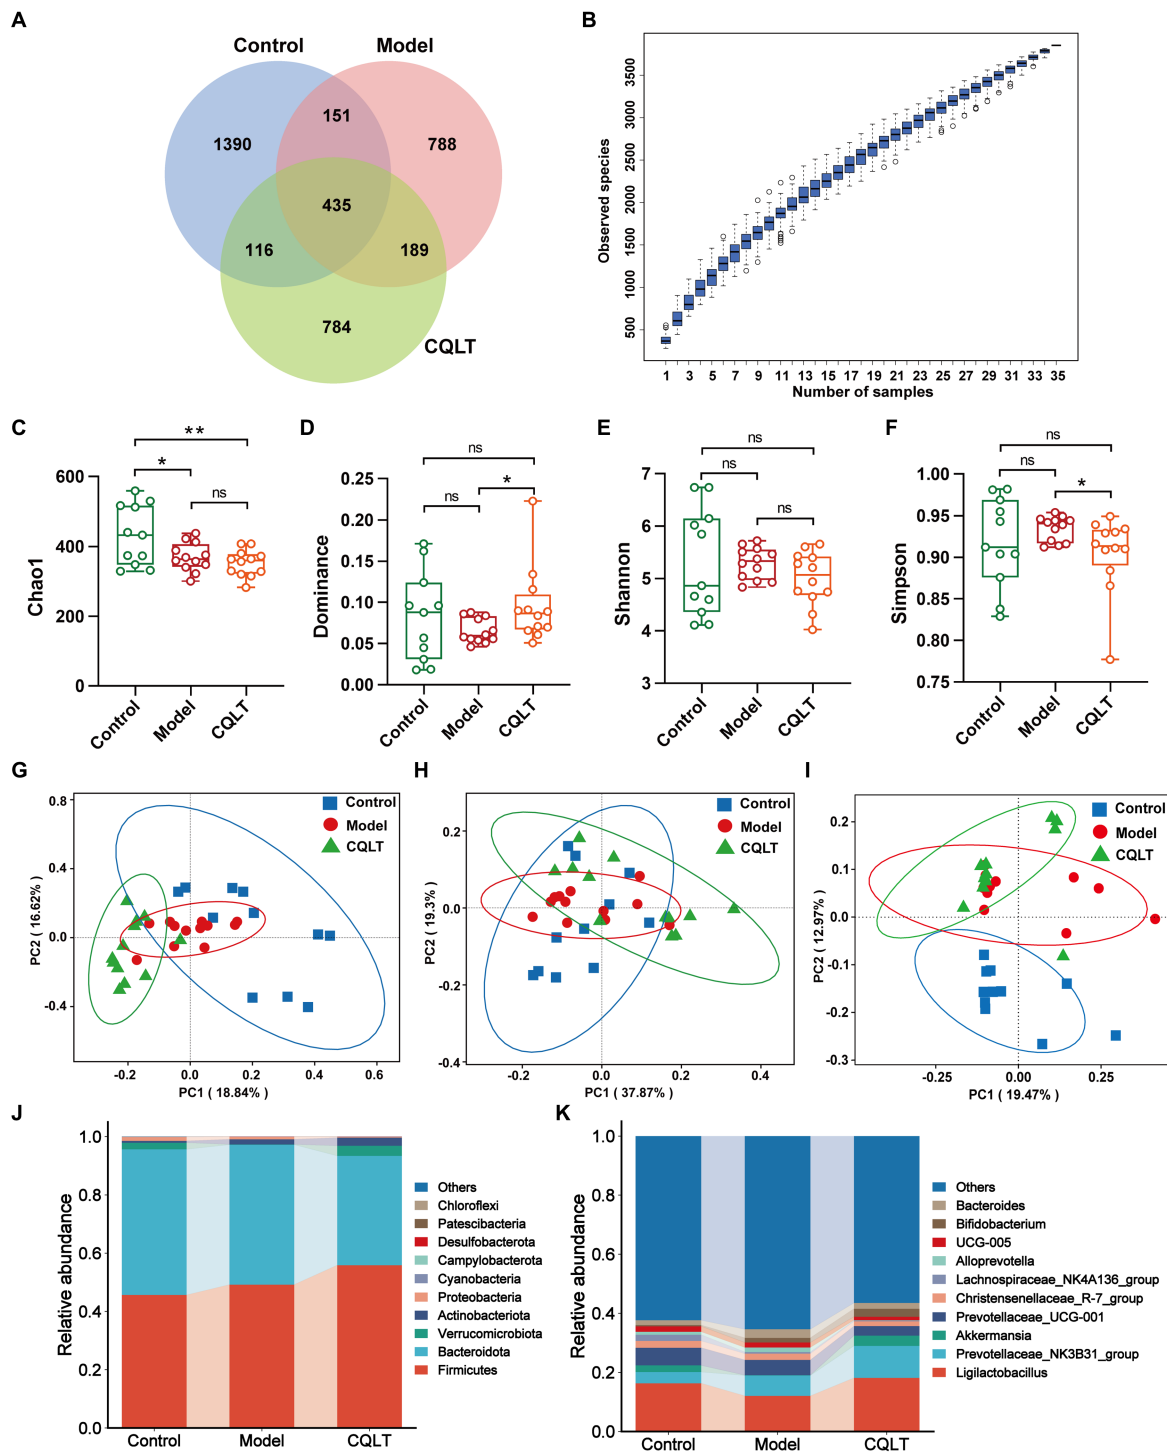 A
Control
Model
1390
151
788
435
116
189
784
CQLT
B
Observed species
3500
3000
2500
2000
1500
1000
500
1 3 5 7 9 11 13 15 17 19 21 23 25 27 29 31 33 35
Number of samples
C
**
*
ns
Chao1
600
400
200
0
Control
Model
CQLT
D
ns
ns
*
Dominance
0.25
0.20
0.15
0.10
0.05
0.00
Control
Model
CQLT
E
ns
ns
ns
Shannon
7
6
5
4
3
Control
Model
CQLT
F
ns
ns
*
Simpson
1.00
0.95
0.90
0.85
0.80
0.75
Control
Model
CQLT
G
Control
Model
CQLT
PC2 ( 16.62% )
0.8
0.4
0.0
-0.4
-0.2 0.0 0.2 0.4 0.6
PC1 ( 18.84% )
H
Control
Model
CQLT
PC2 ( 19.3% )
0.2
0.0
-0.2
-0.4
-0.2 0.0 0.2 0.4
PC1 ( 37.87% )
I
Control
Model
CQLT
PC2 ( 12.97% )
0.2
0.1
0.0
-0.1
-0.2
-0.3
-0.25 0.00 0.25
PC1 ( 19.47% )
J
Relative abundance
1.0
0.8
0.6
0.4
0.2
0.0
Control Model CQLT
Others
Chloroflexi
Patescibacteria
Desulfobacterota
Campylobacterota
Cyanobacteria
Proteobacteria
Actinobacteriota
Verrucomicrobiota
Bacteroidota
Firmicutes
K
Relative abundance
1.0
0.8
0.6
0.4
0.2
0.0
Control Model CQLT
Others
Bacteroides
Bifidobacterium
UCG-005
Alloprevotella
Lachnospiraceae_NK4A136_group
Christensenellaceae_R-7_group
Prevotellaceae_UCG-001
Akkermansia
Prevotellaceae_NK3B31_group
Ligilactobacillus